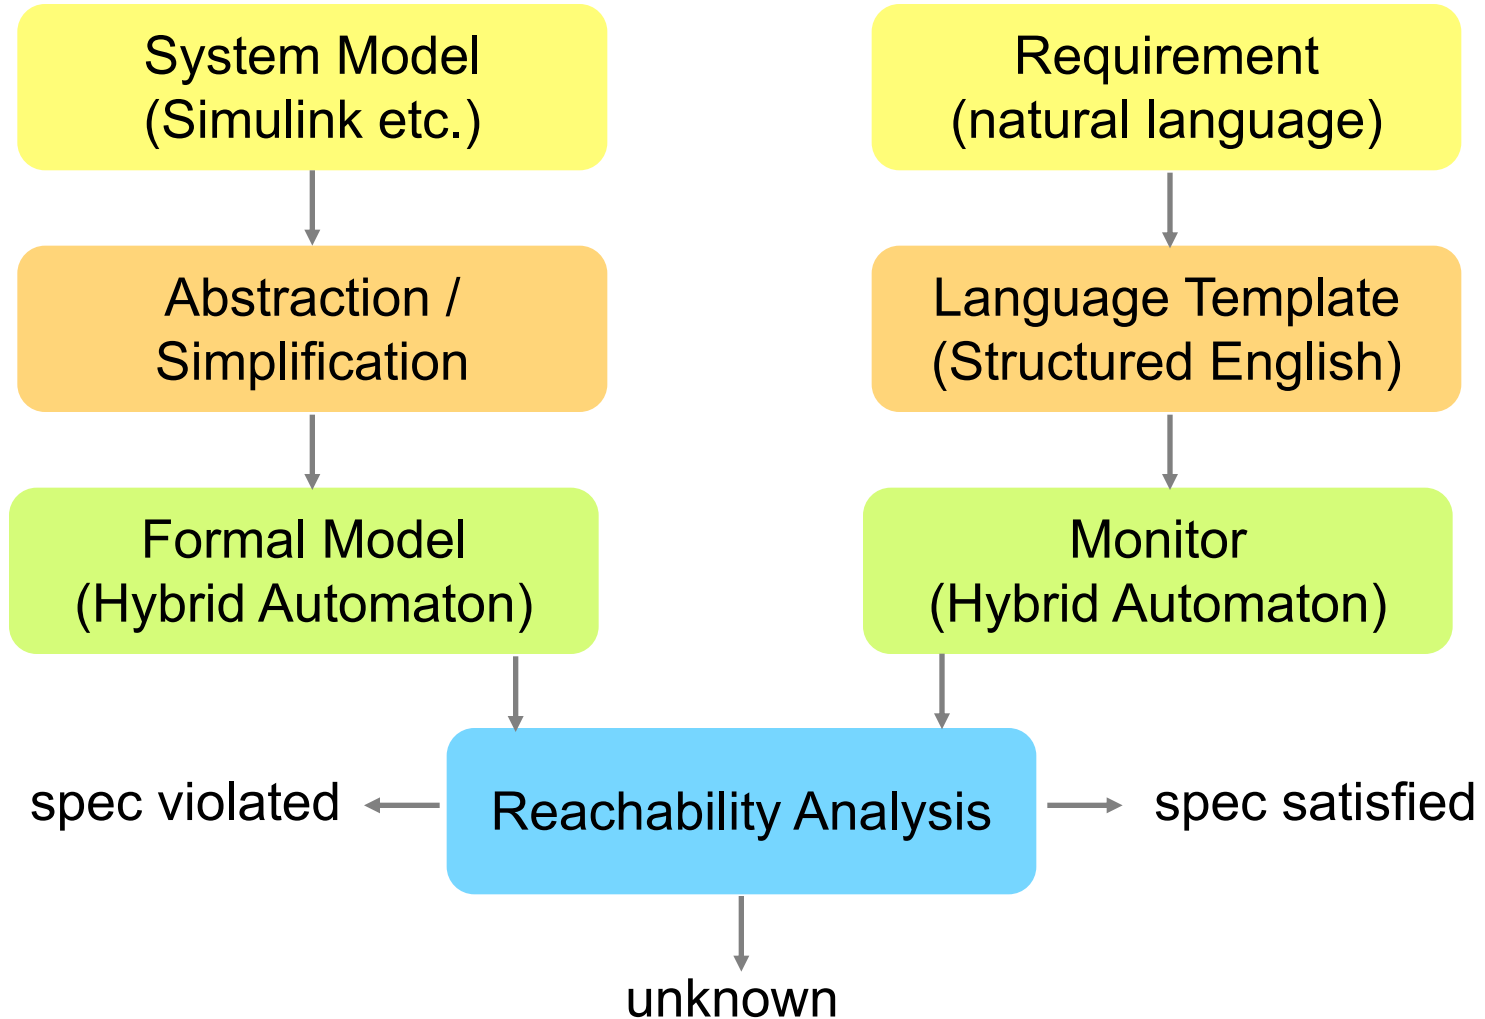 System Model
(Simulink etc.)
Requirement
(natural language)
Abstraction /
Simplification
Language Template
(Structured English)
Formal Model
(Hybrid Automaton)
Monitor
(Hybrid Automaton)
spec violated
Reachability Analysis
spec satisfied
unknown